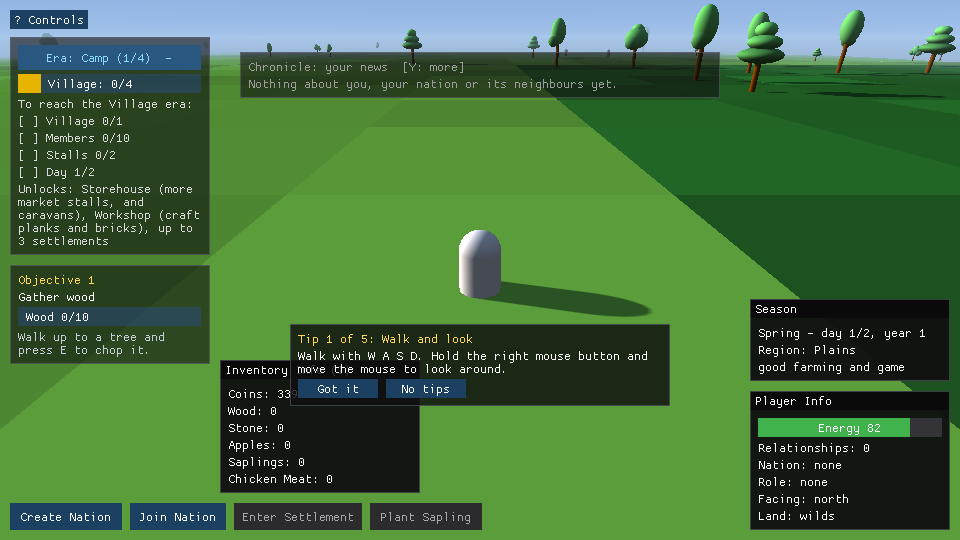 ? Controls
Era: Camp (1/4) –
Village: 0/4
To reach the Village era:
[ ] Village 0/1
[ ] Members 0/10
[ ] Stalls 0/2
[ ] Day 1/2
Unlocks: Storehouse (more
market stalls, and
caravans), Workshop (craft
planks and bricks), up to
3 settlements
Objective 1
Gather wood
Wood 0/10
Walk up to a tree and
press E to chop it.
Chronicle: your news [Y: more]
Nothing about you, your nation or its neighbours yet.
Tip 1 of 5: Walk and look
Walk with W A S D. Hold the right mouse button and
move the mouse to look around.
Got it
No tips
Inventory
Coins:
Wood: 0
Stone: 0
Apples: 0
Saplings: 0
Chicken Meat: 0
Season
Spring – day 1/2, year 1
Region: Plains
good farming and game
Player Info
Energy 82
Relationships: 0
Nation: none
Role: none
Facing: north
Land: wilds
Create Nation
Join Nation
Enter Settlement
Plant Sapling